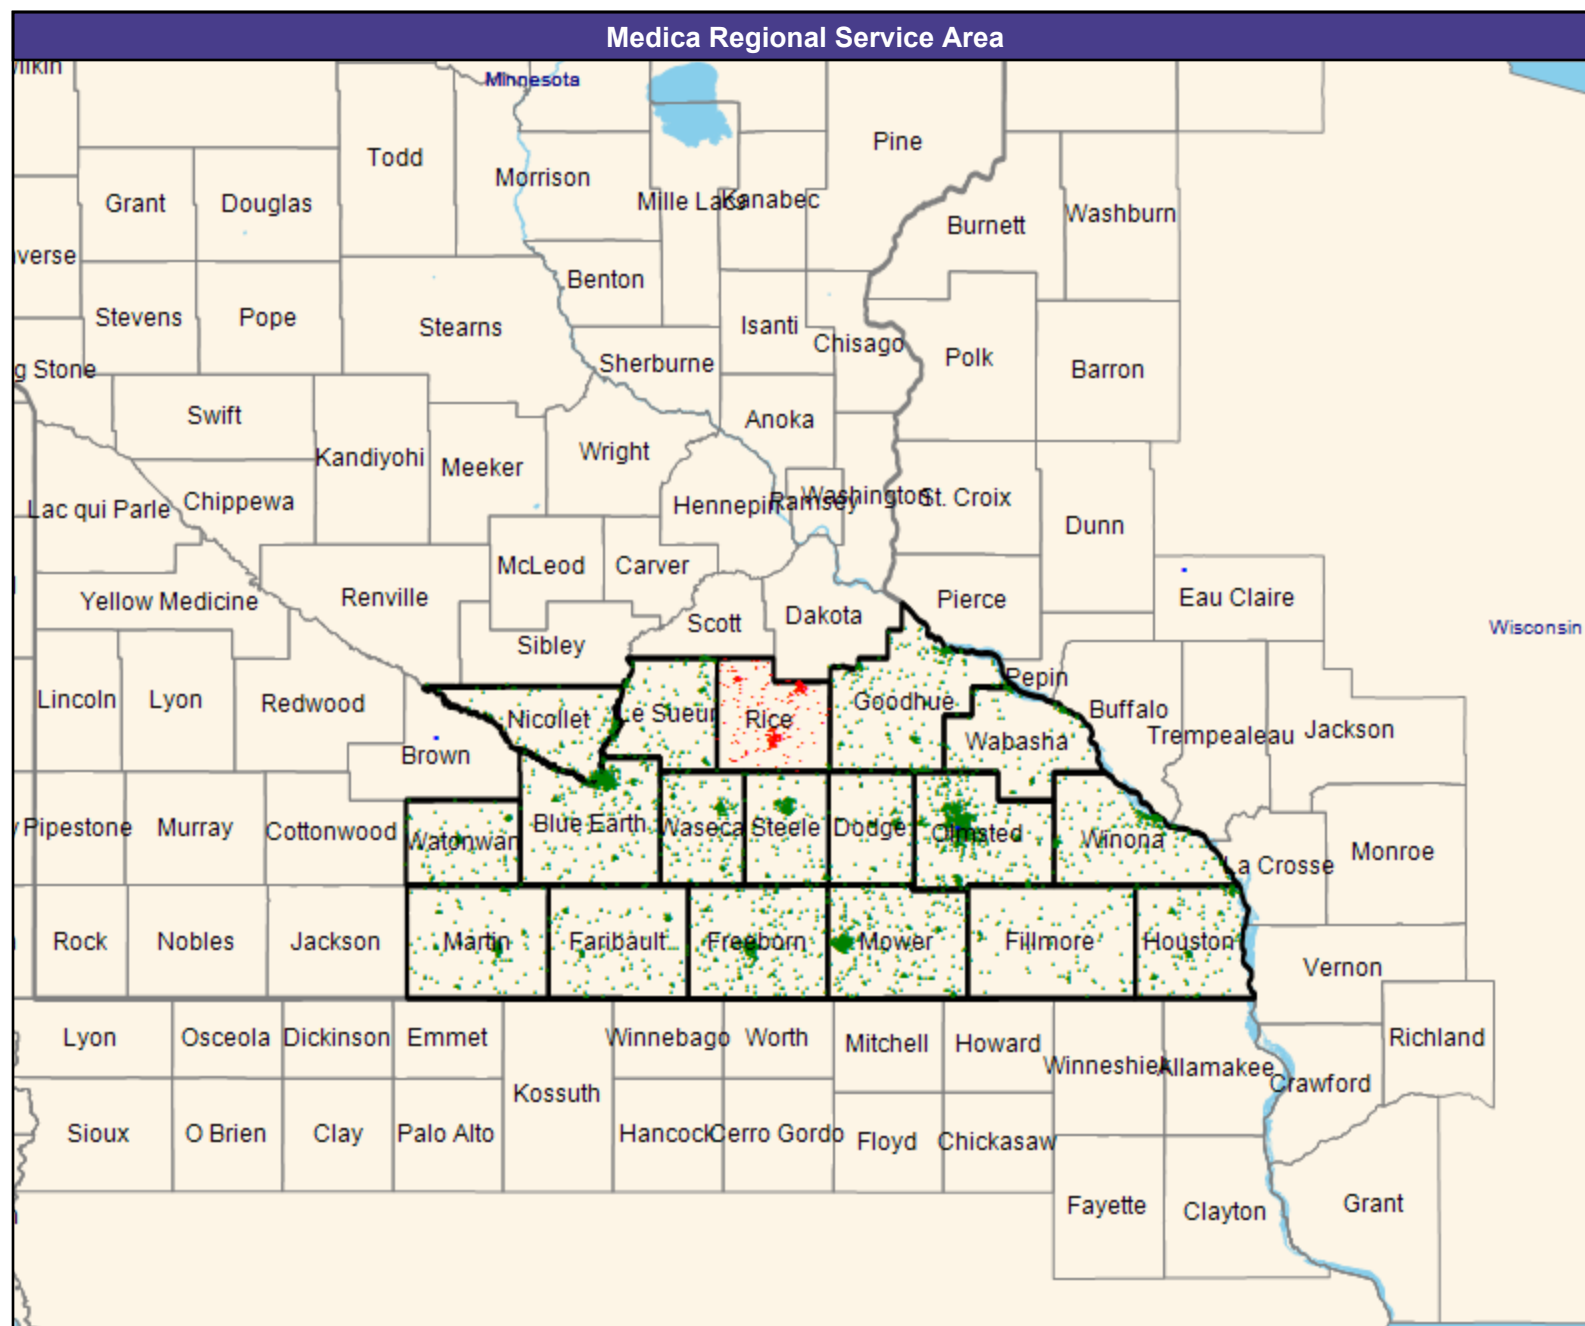 Medica Regional Service Area
Minnesota
Todd
Pine
Morrison
Grant
Douglas
Mille Lacs
Kanabec
Burnett
Washburn
Benton
Stevens
Pope
Stearns
Isanti
Chisago
Polk
Barron
Sherburne
Swift
Anoka
Wright
Kandiyohi
Meeker
Lac qui Parle
Chippewa
Hennepin
Ramsey
Washington
St. Croix
Dunn
McLeod
Carver
Yellow Medicine
Renville
Pierce
Eau Claire
Scott
Dakota
Wisconsin
Sibley
Pepin
Lincoln
Lyon
Redwood
Nicollet
Le Sueur
Rice
Goodhue
Buffalo
Trempealeau
Jackson
Wabasha
Brown
Pipestone
Murray
Cottonwood
Watonwan
Blue Earth
Waseca
Steele
Dodge
Olmsted
Winona
La Crosse
Monroe
Rock
Nobles
Jackson
Martin
Faribault
Freeborn
Mower
Fillmore
Houston
Vernon
Lyon
Osceola
Dickinson
Emmet
Winnebago
Worth
Mitchell
Howard
Richland
Kossuth
Allamakee
Crawford
Sioux
O Brien
Clay
Palo Alto
Hancock
Cerro Gordo
Floyd
Chickasaw
Fayette
Clayton
Grant